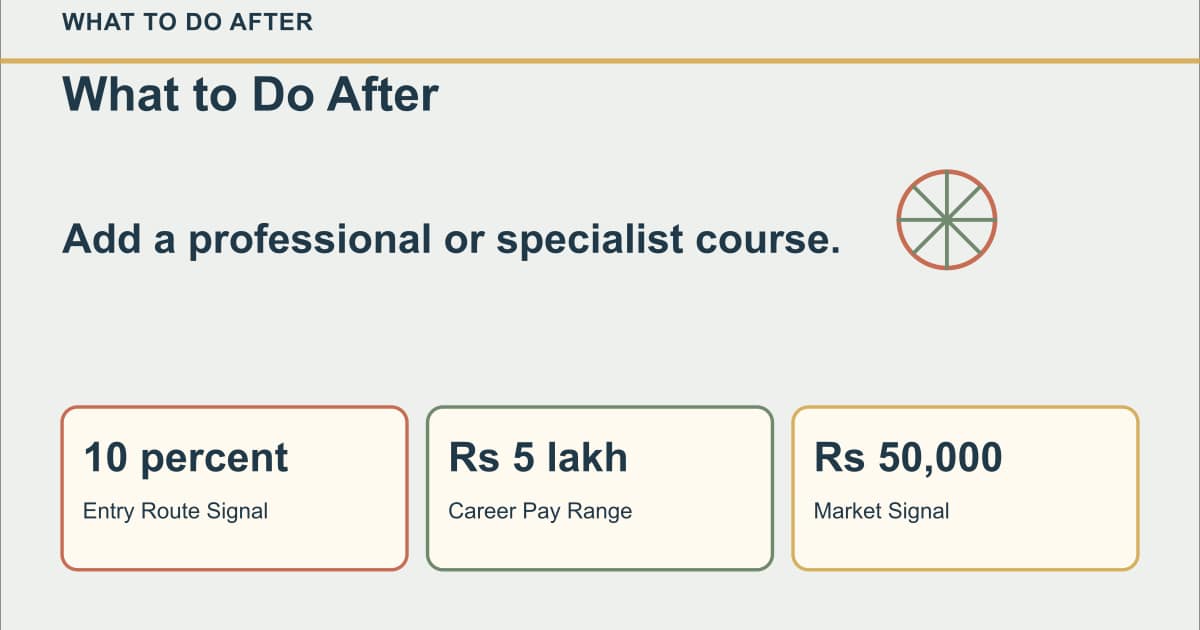 WHAT TO DO AFTER
What to Do After
Add a professional or specialist course.
10 percent
Entry Route Signal
Rs 5 lakh
Career Pay Range
Rs 50,000
Market Signal